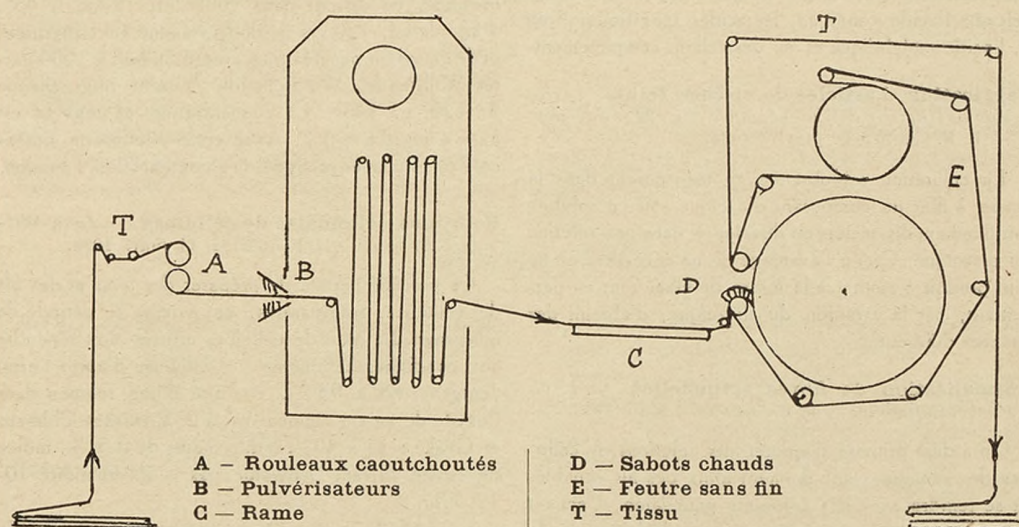 T
T
E
T
A
B
D
C
A — Rouleaux caoutchoutés
B — Pulvérisateurs
C — Rame
D — Sabots chauds
E — Feutre sans fin
T — Tissu